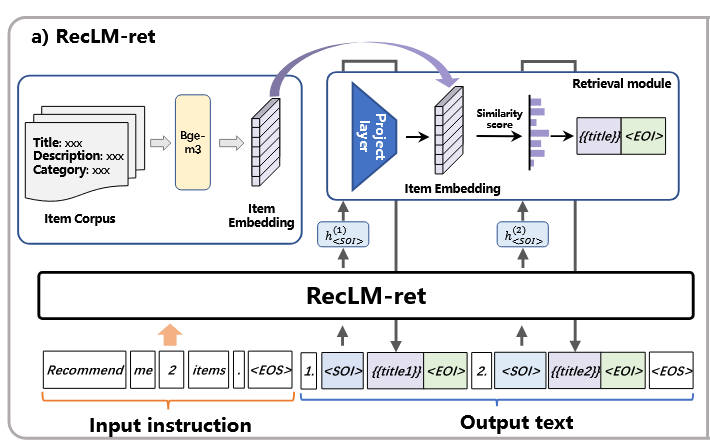 a) RecLM-ret
Retrieval module
Title: xxx
Description: xxx
Category: xxx
Item Corpus
Bge-
m3
Item
Embedding
Project
layer
Item Embedding
Similarity
score
{{title}} <EOI>
h<SOI>(1)
h<SOI>(2)
RecLM-ret
Recommend me 2 items . <EOS>
1. <SOI> {{title1}} <EOI> 2. <SOI> {{title2}} <EOI> <EOS>
Input instruction
Output text